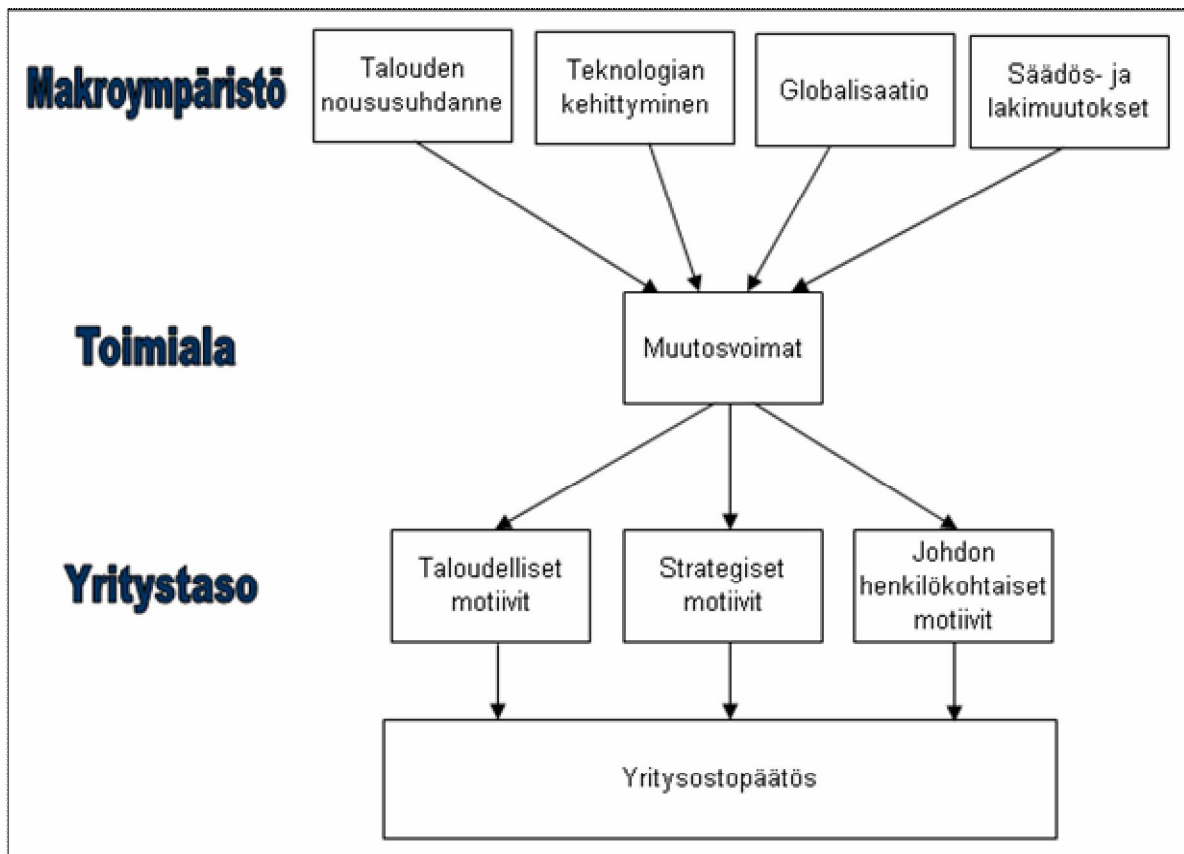 Makroympäristö
Talouden
noususuhdanne
Teknologian
kehittyminen
Globalisaatio
Säädös- ja
lakimuutokset
Toimiala
Muutosvoimat
Yritystaso
Taloudelliset
motiivit
Strategiset
motiivit
Johdon
henkilökohtaiset
motiivit
Yritysostopäätös